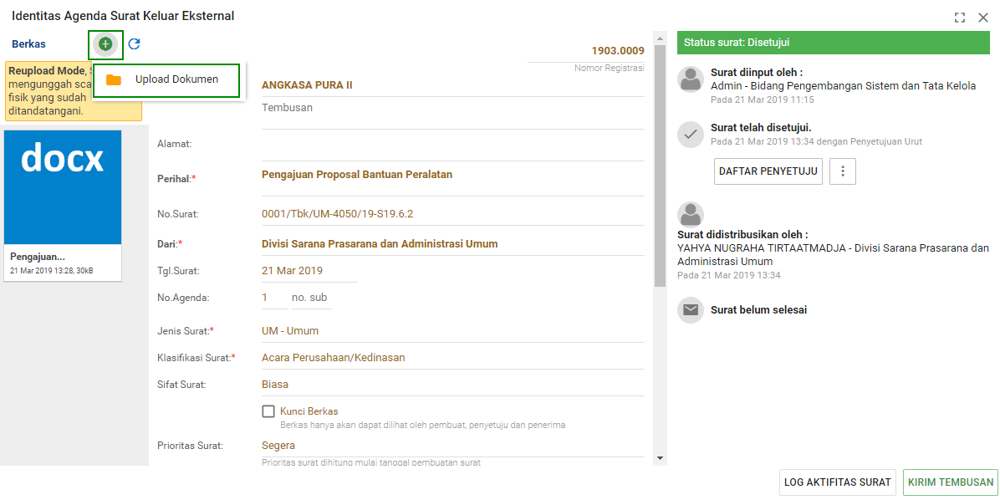 Identitas Agenda Surat Keluar Eksternal
Berkas
Reupload Mode,
mengunggah sca
fisik yang sudah
ditandatangani.
Upload Dokumen
docx
Pengajuan...
21 Mar 2019 13:28, 30kB
1903.0009
Nomor Registrasi
ANGKASA PURA II
Tembusan
Alamat:
Perihal:*
Pengajuan Proposal Bantuan Peralatan
No.Surat:
0001/Tbk/UM-4050/19-S19.6.2
Dari:*
Divisi Sarana Prasarana dan Administrasi Umum
Tgl.Surat:
21 Mar 2019
No.Agenda:
1 no. sub
Jenis Surat:*
UM - Umum
Klasifikasi Surat:*
Acara Perusahaan/Kedinasan
Sifat Surat:
Biasa
Kunci Berkas
Berkas hanya akan dapat dilihat oleh pembuat, penyetuju dan penerima
Prioritas Surat:
Segera
Prioritas surat dihitung mulai tanggal pembuatan surat
Status surat: Disetujui
Surat diinput oleh :
Admin - Bidang Pengembangan Sistem dan Tata Kelola
Pada 21 Mar 2019 11:15
Surat telah disetujui.
Pada 21 Mar 2019 13:34 dengan Penyetujuan Urut
DAFTAR PENYETUJU
Surat didistribusikan oleh :
YAHYA NUGRAHA TIRTAATMADJA - Divisi Sarana Prasarana dan
Administrasi Umum
Pada 21 Mar 2019 13:34
Surat belum selesai
LOG AKTIFITAS SURAT
KIRIM TEMBUSAN